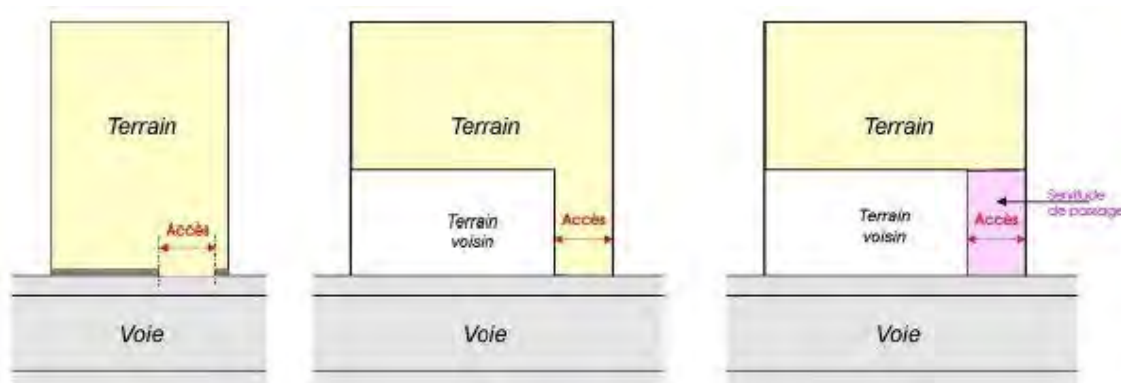 Terrain
Accès
Voie
Terrain
Terrain
voisin
Accès
Voie
Terrain
Terrain
voisin
Accès
Servitude
de passage
Voie